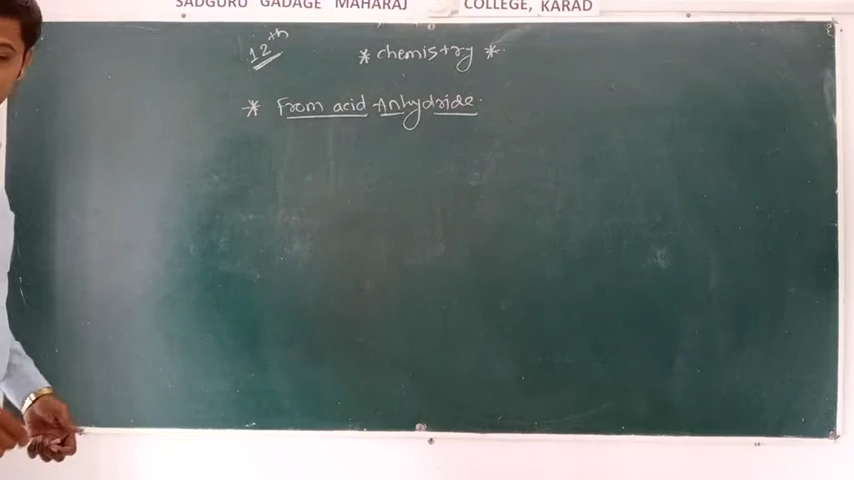 SADGURU GADAGE MAHARAJ COLLEGE, KARAD
12th
* chemistry *
* From acid Anhydride.